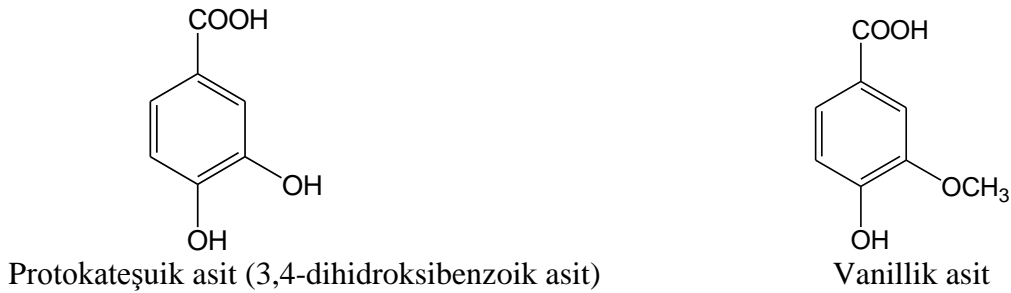 COOH
OH
OH
Protokateşuik asit (3,4-dihidroksibenzoik asit)
COOH
OCH3
OH
Vanillik asit